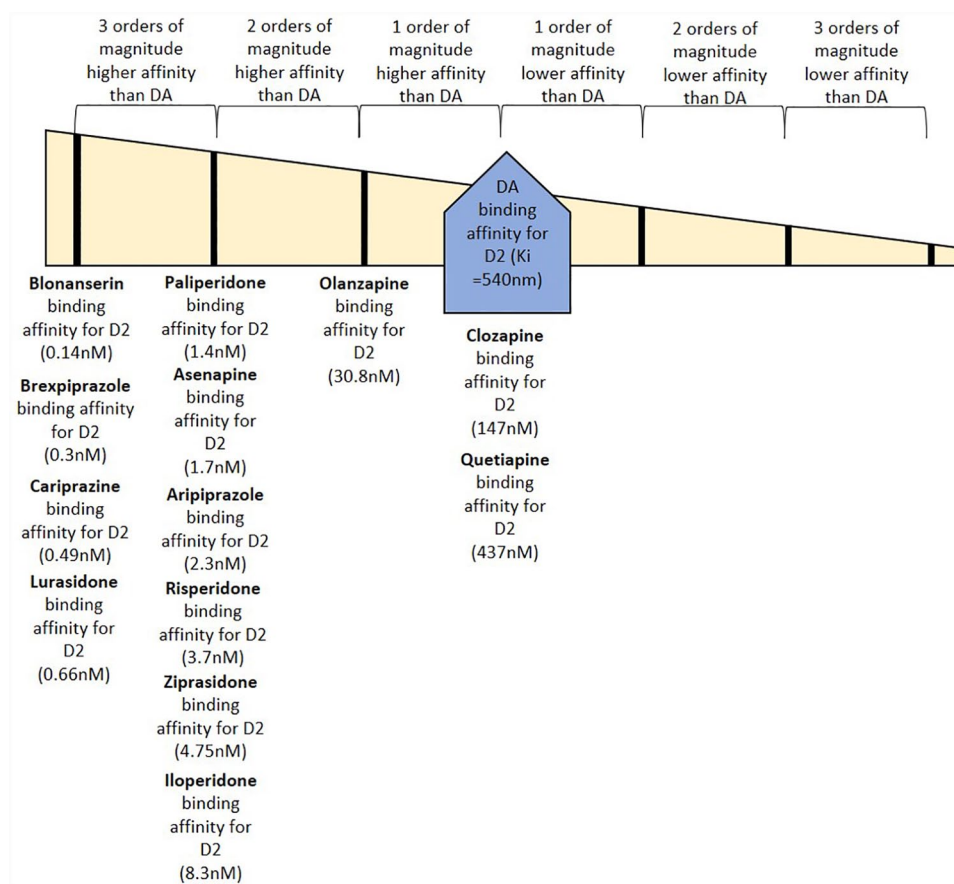 3 orders of
magnitude
higher affinity
than DA
2 orders of
magnitude
higher affinity
than DA
1 order of
magnitude
higher affinity
than DA
1 order of
magnitude
lower affinity
than DA
2 orders of
magnitude
lower affinity
than DA
3 orders of
magnitude
lower affinity
than DA
DA
binding
affinity for
D2 (Ki
=540nm)
Blonanserin
binding
affinity for D2
(0.14nM)
Brexpiprazole
binding affinity
for D2
(0.3nM)
Cariprazine
binding
affinity for D2
(0.49nM)
Lurasidone
binding
affinity for
D2
(0.66nM)
Paliperidone
binding
affinity for D2
(1.4nM)
Asenapine
binding
affinity for
D2
(1.7nM)
Aripiprazole
binding
affinity for D2
(2.3nM)
Risperidone
binding
affinity for D2
(3.7nM)
Ziprasidone
binding
affinity for D2
(4.75nM)
Iloperidone
binding
affinity for
D2
(8.3nM)
Olanzapine
binding
affinity for
D2
(30.8nM)
Clozapine
binding
affinity for
D2
(147nM)
Quetiapine
binding
affinity for
D2
(437nM)